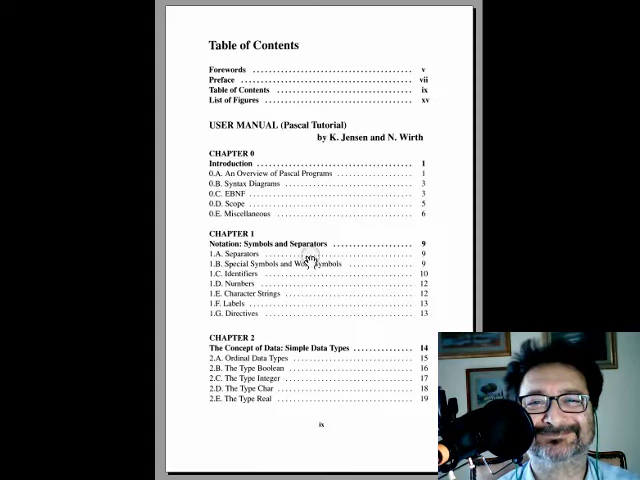 Table of Contents
Forewords ........ v
Preface ........ vii
Table of Contents ........ ix
List of Figures ........ xv
USER MANUAL (Pascal Tutorial)
by K. Jensen and N. Wirth
CHAPTER 0
Introduction ........ 1
0.A. An Overview of Pascal Programs ........ 1
0.B. Syntax Diagrams ........ 3
0.C. EBNF ........ 3
0.D. Scope ........ 5
0.E. Miscellaneous ........ 6
CHAPTER 1
Notation: Symbols and Separators ........ 9
1.A. Separators ........ 9
1.B. Special Symbols and Symbols ........ 9
1.C. Identifiers ........ 10
1.D. Numbers ........ 12
1.E. Character Strings ........ 12
1.F. Labels ........ 13
1.G. Directives ........ 13
CHAPTER 2
The Concept of Data: Simple Data Types ........ 14
2.A. Ordinal Data Types ........ 15
2.B. The Type Boolean ........ 16
2.C. The Type Integer ........ 17
2.D. The Type Char ........ 18
2.E. The Type Real ........ 19
ix